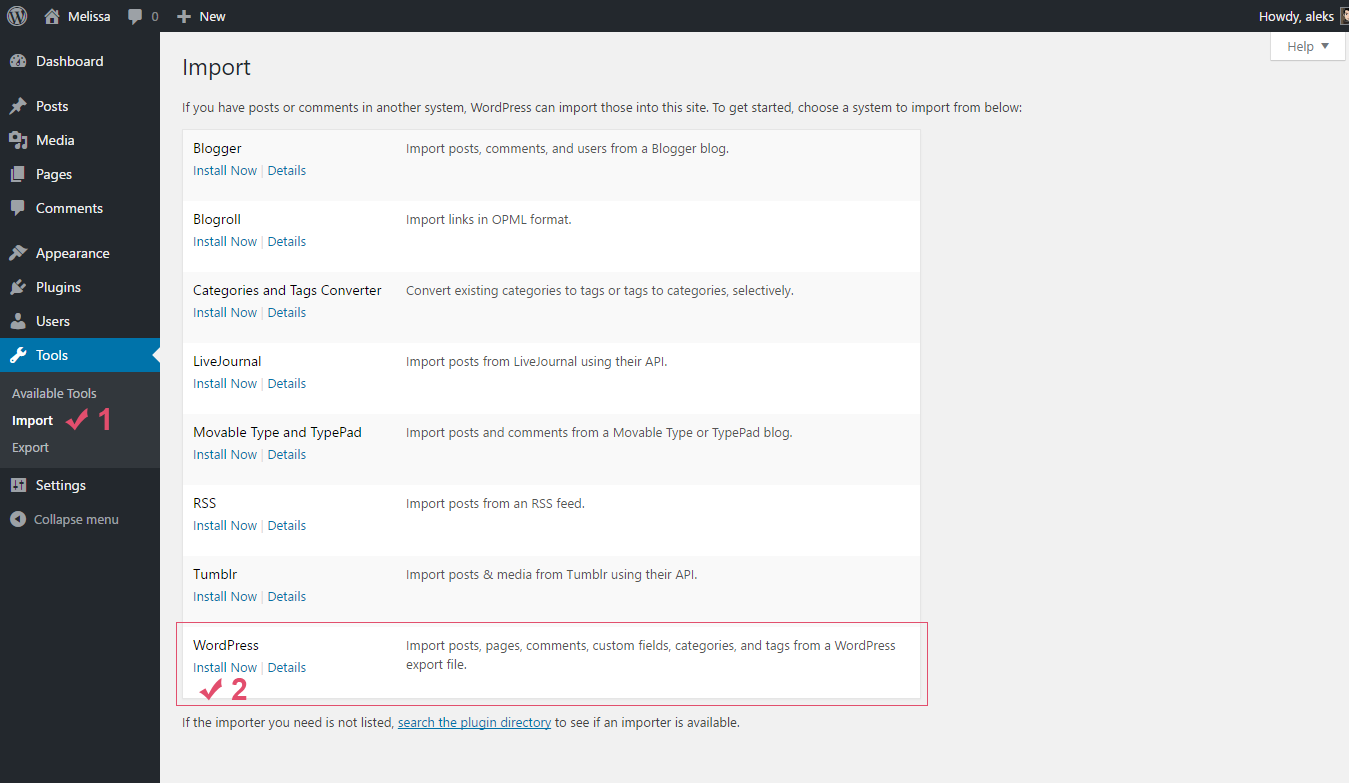 Melissa 0 New Howdy, aleks
Help
Dashboard
Posts
Media
Pages
Comments
Appearance
Plugins
Users
Tools
Available Tools
Import 1
Export
Settings
Collapse menu
Import
If you have posts or comments in another system, WordPress can import those into this site. To get started, choose a system to import from below:
Blogger Import posts, comments, and users from a Blogger blog.
Install Now | Details
Blogroll Import links in OPML format.
Install Now | Details
Categories and Tags Converter Convert existing categories to tags or tags to categories, selectively.
Install Now | Details
LiveJournal Import posts from LiveJournal using their API.
Install Now | Details
Movable Type and TypePad Import posts and comments from a Movable Type or TypePad blog.
Install Now | Details
RSS Import posts from an RSS feed.
Install Now | Details
Tumblr Import posts & media from Tumblr using their API.
Install Now | Details
WordPress Import posts, pages, comments, custom fields, categories, and tags from a WordPress
Install Now | Details export file.
2
If the importer you need is not listed, search the plugin directory to see if an importer is available.